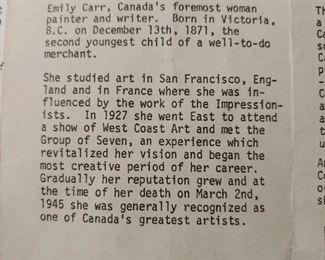 Emily Carr, Canada's foremost woman
painter and writer. Born in Victoria,
B.C. on December 13th, 1871, the
second youngest child of a well-to-do
merchant.
She studied art in San Francisco, Eng-
land and in France where she was in-
fluenced by the work of the Impression-
ists. In 1927 she went East to attend
a show of West Coast Art and met the
Group of Seven, an experience which
revitalized her vision and began the
most creative period of her career.
Gradually her reputation grew and at
the time of her death on March 2nd,
1945 she was generally recognized as
one of Canada's greatest artists.